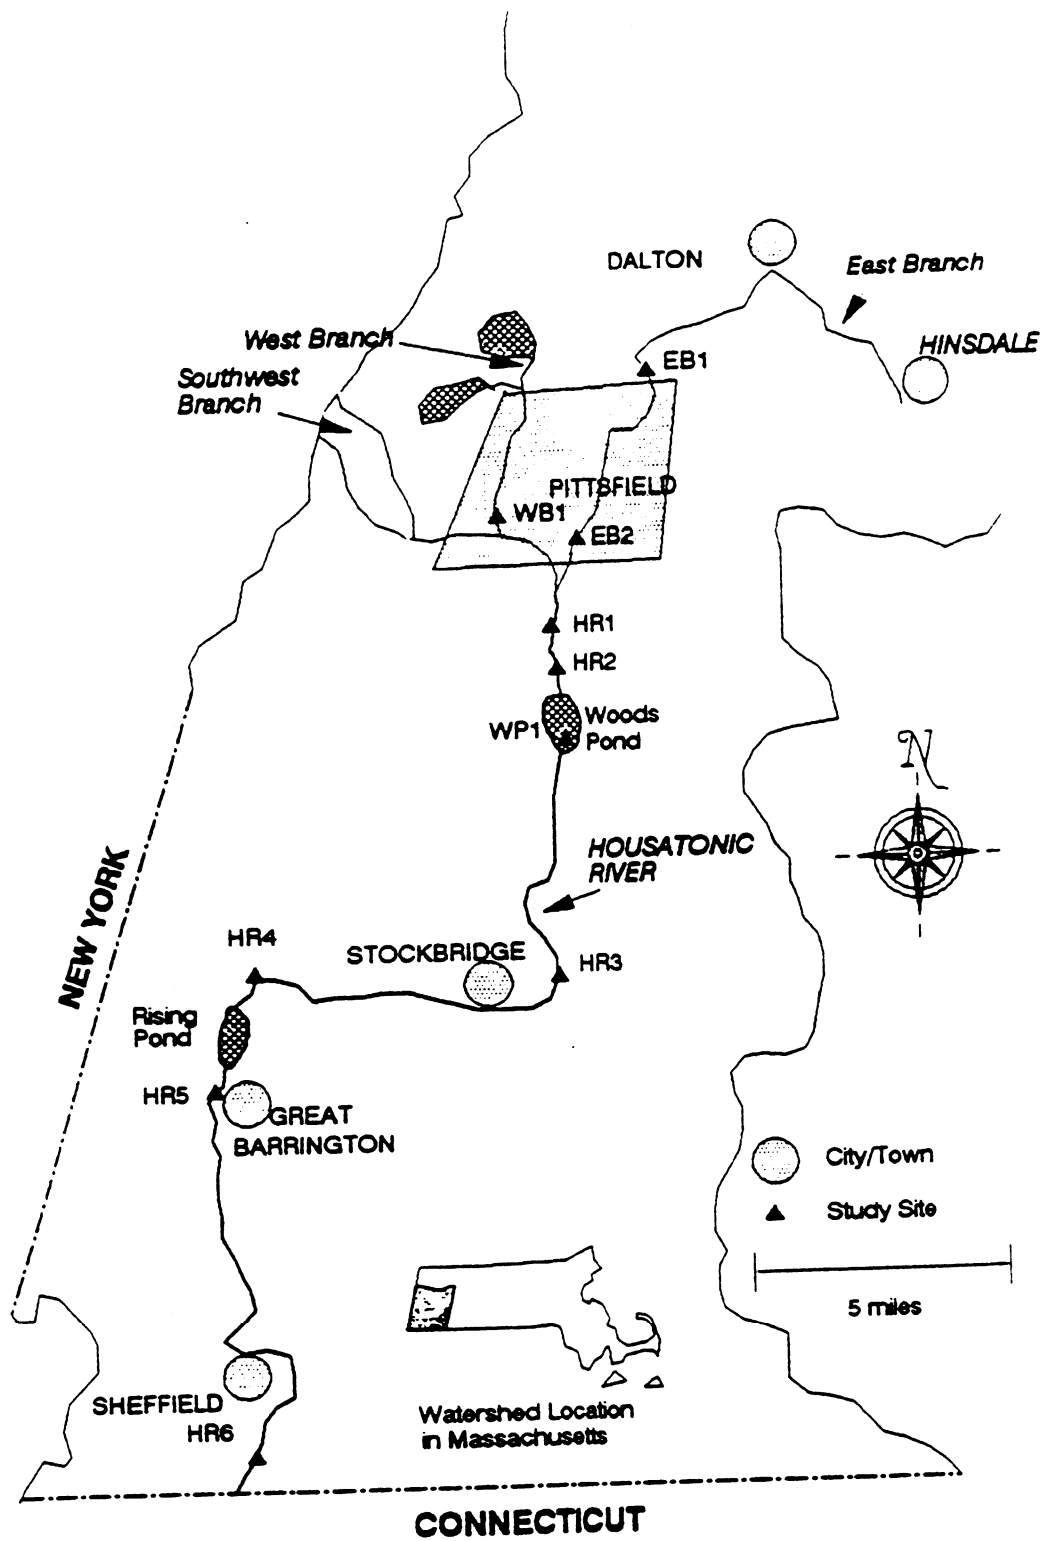 DALTON
East Branch
West Branch
HINSDALE
EB1
Southwest
Branch
PITTSFIELD
WB1
EB2
HR1
HR2
WP1
Woods
Pond
N
HOUSATONIC
RIVER
NEW YORK
HR4
STOCKBRIDGE
HR3
Rising
Pond
HR5
GREAT
BARRINGTON
City/Town
Study Site
5 miles
SHEFFIELD
HR6
Watershed Location
in Massachusetts
CONNECTICUT